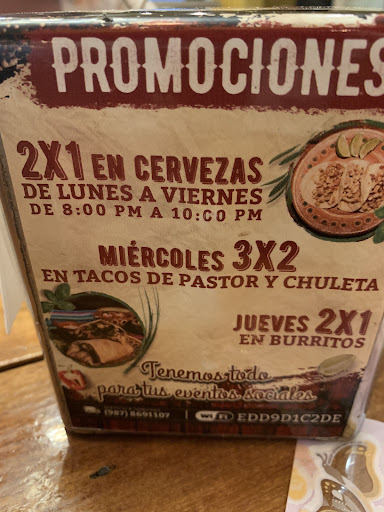 PROMOCIONES
2X1 EN CERVEZAS
DE LUNES A VIERNES
DE 8:00 PM A 10:00 PM
MIÉRCOLES 3X2
EN TACOS DE PASTOR Y CHULETA
JUEVES 2X1
EN BURRITOS
Tenemos todo
para tus eventos sociales
(987) 8691107 WiFi EDD9D1C2DE